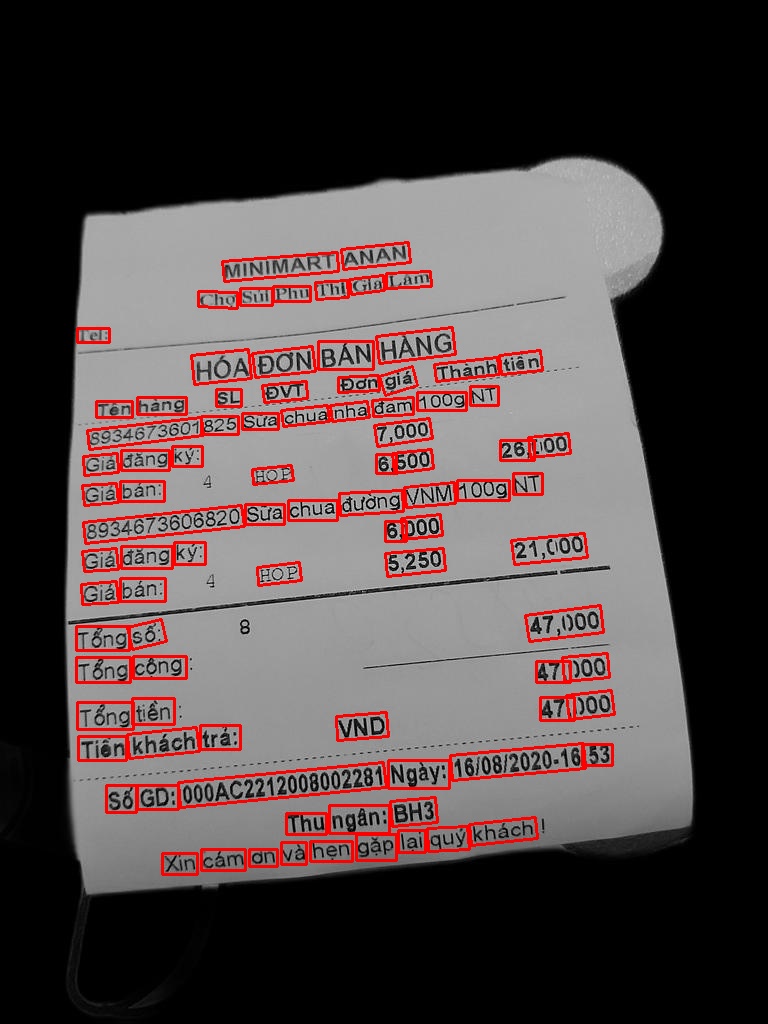 MINIMART ANAN
Chợ Sủi Phú Thị Gia Lâm
Tel:
HÓA ĐƠN BÁN HÀNG
Tên hàng SL ĐVT Đơn giá Thành tiền
8934673601825 Sữa chua nha đam 100g NT
Giá đăng ký: 7,000
Giá bán: 4 HOP 6,500 26,000
8934673606820 Sữa chua đường VNM 100g NT
Giá đăng ký: 6,000
Giá bán: 4 HOP 5,250 21,000
Tổng số: 8 47,000
Tổng cộng : 47,000
Tổng tiền : 47,000
Tiền khách trả: VND
Số GD: 000AC2212008002281 Ngày: 16/08/2020-16:53
Thu ngân: BH3
Xin cám ơn và hẹn gặp lại quý khách !